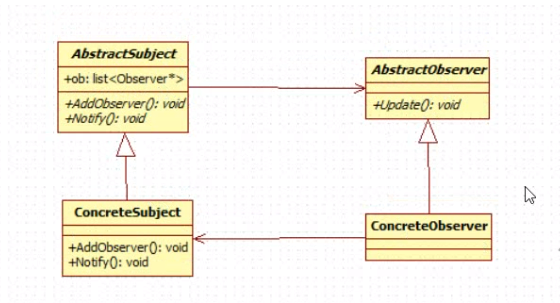 AbstractSubject
+ob: list<Observer*>
+AddObserver(): void
+Notify(): void
AbstractObserver
+Update(): void
ConcreteSubject
+AddObserver(): void
+Notify(): void
ConcreteObserver